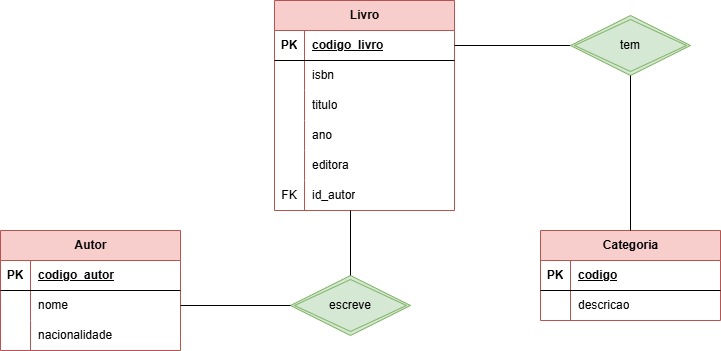 Livro
PK codigo_livro
isbn
titulo
ano
editora
FK id_autor
tem
Autor
PK codigo_autor
nome
nacionalidade
escreve
Categoria
PK codigo
descricao